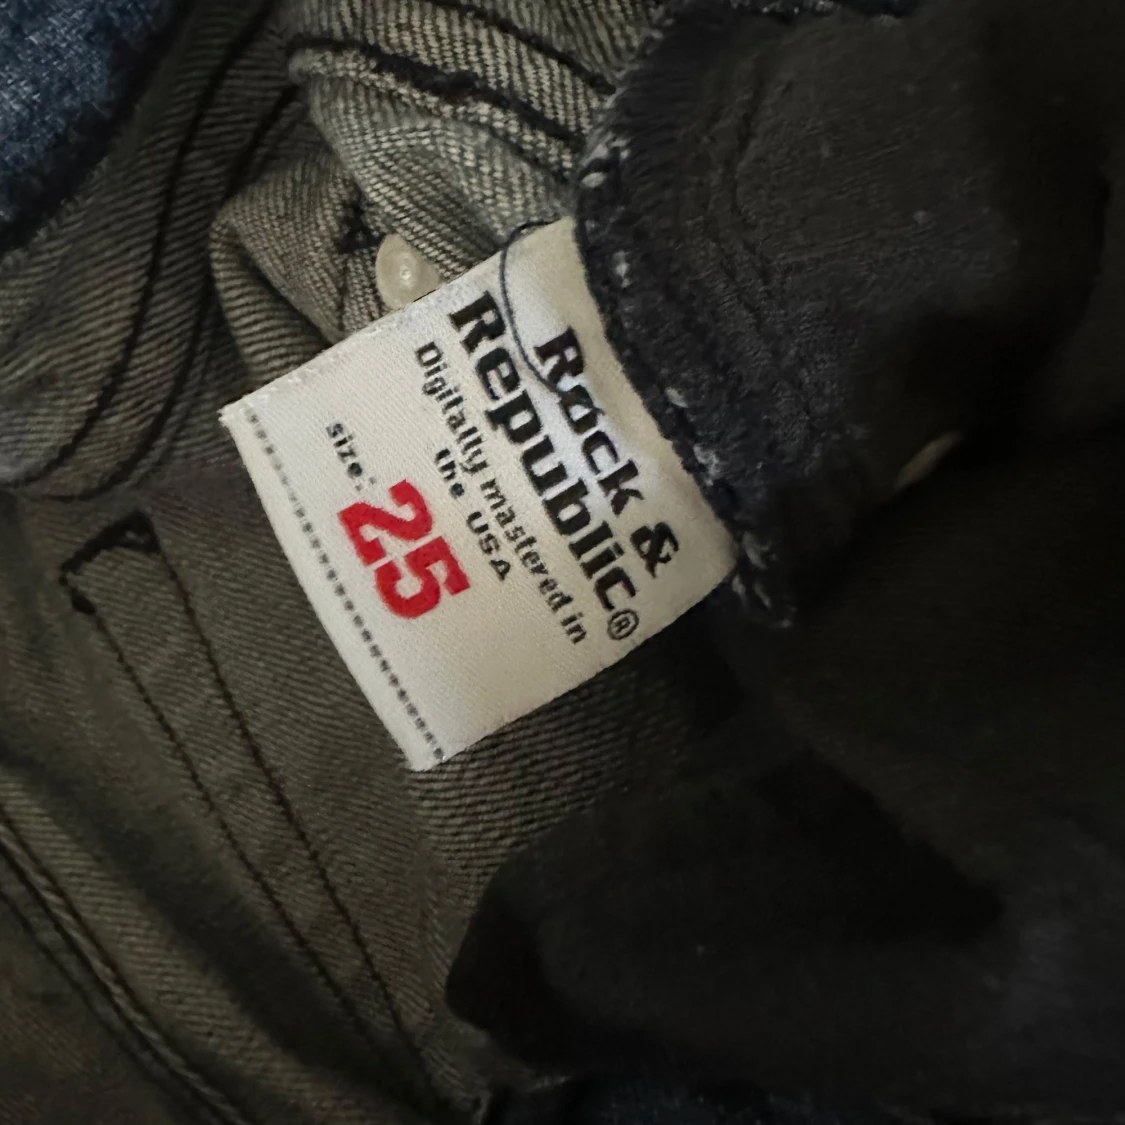 Rock &
Republic®
Digitally mastered in
the USA
size: 25